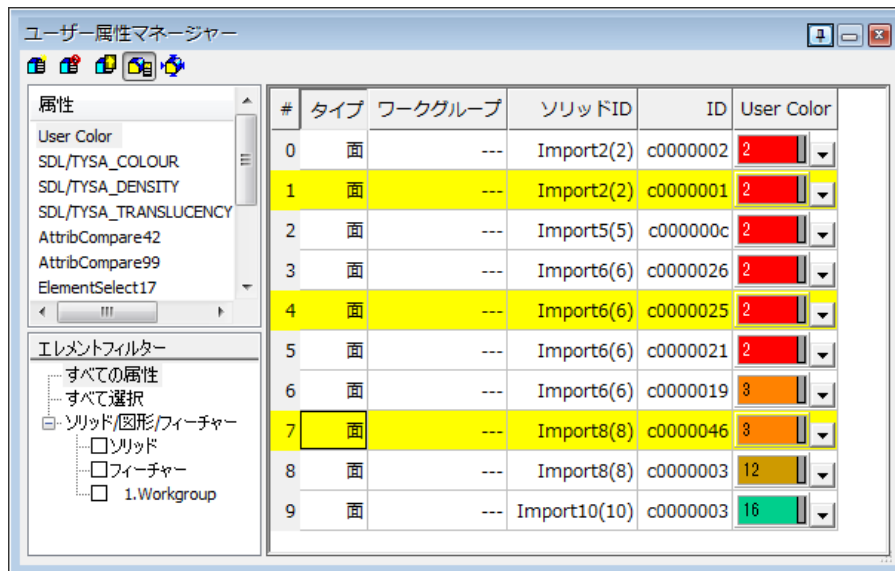 ユーザー属性マネージャー
属性
User Color
SDL/TYSA_COLOUR
SDL/TYSA_DENSITY
SDL/TYSA_TRANSLUCENCY
AttribCompare42
AttribCompare99
ElementSelect17
エレメントフィルター
すべての属性
すべて選択
ソリッド/図形/フィーチャー
ソリッド
フィーチャー
1.Workgroup
# タイプ ワークグループ ソリッドID ID User Color
0 面 --- Import2(2) c0000002 2
1 面 --- Import2(2) c0000001 2
2 面 --- Import5(5) c000000c 2
3 面 --- Import6(6) c0000026 2
4 面 --- Import6(6) c0000025 2
5 面 --- Import6(6) c0000021 2
6 面 --- Import6(6) c0000019 3
7 面 --- Import8(8) c0000046 3
8 面 --- Import8(8) c0000003 12
9 面 --- Import10(10) c0000003 16